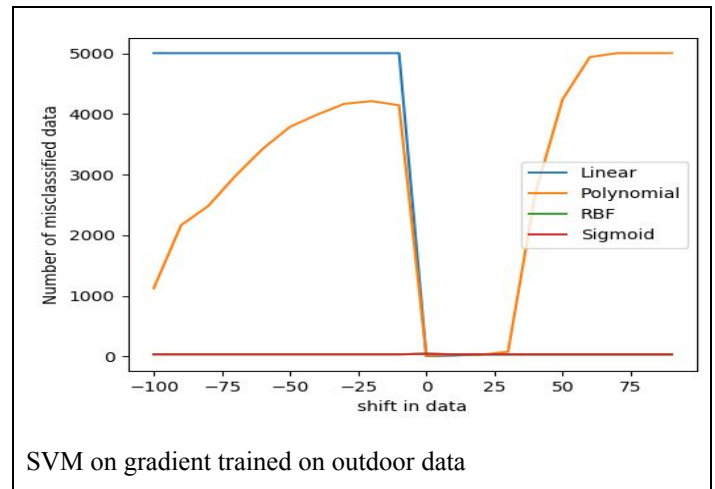 5000
4000
3000
2000
1000
0
Number of misclassified data
Linear
Polynomial
RBF
Sigmoid
−100 −75 −50 −25 0 25 50 75
shift in data
SVM on gradient trained on outdoor data